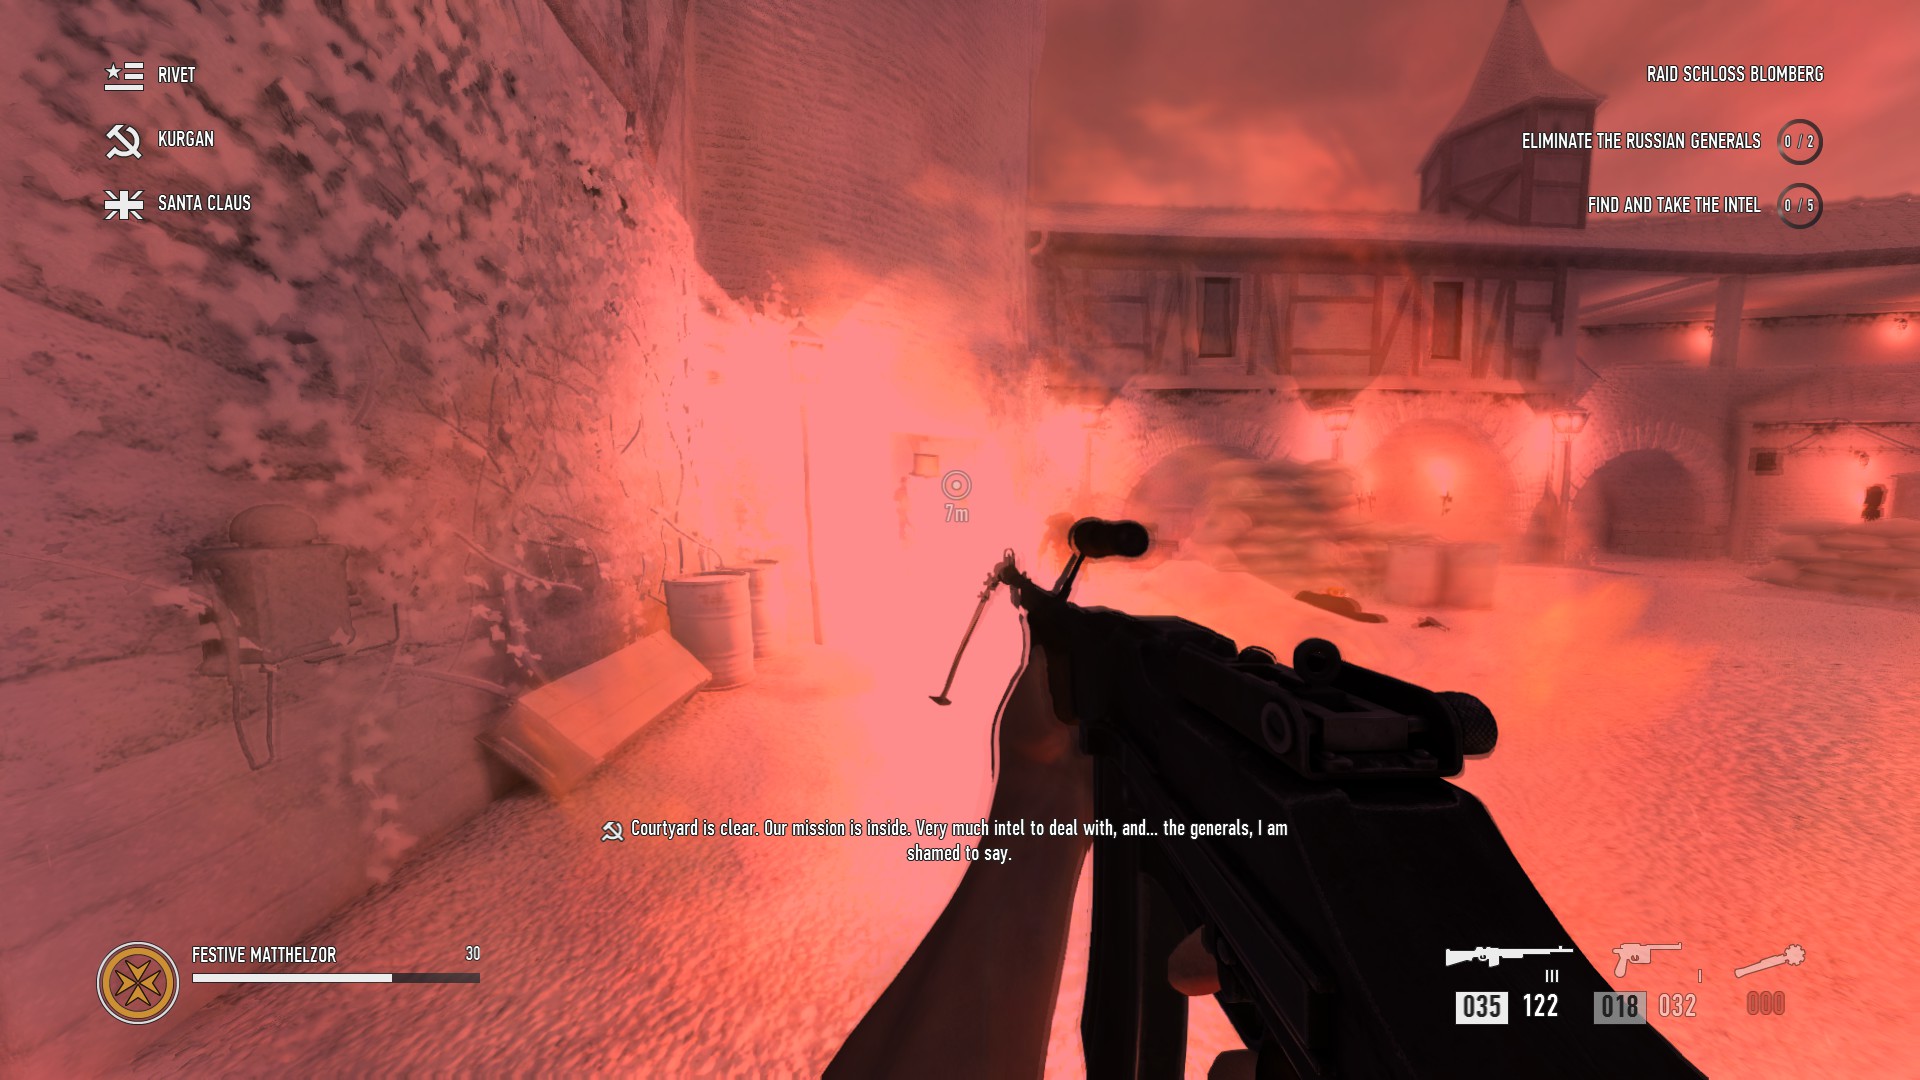 RIVET
KURGAN
SANTA CLAUS
RAID SCHLOSS BLOMBERG
ELIMINATE THE RUSSIAN GENERALS 0 / 2
FIND AND TAKE THE INTEL 0 / 5
7m
Courtyard is clear. Our mission is inside. Very much intel to deal with, and... the generals, I am
shamed to say.
FESTIVE MATTHELZOR 30
III I
035 122 018 032 000